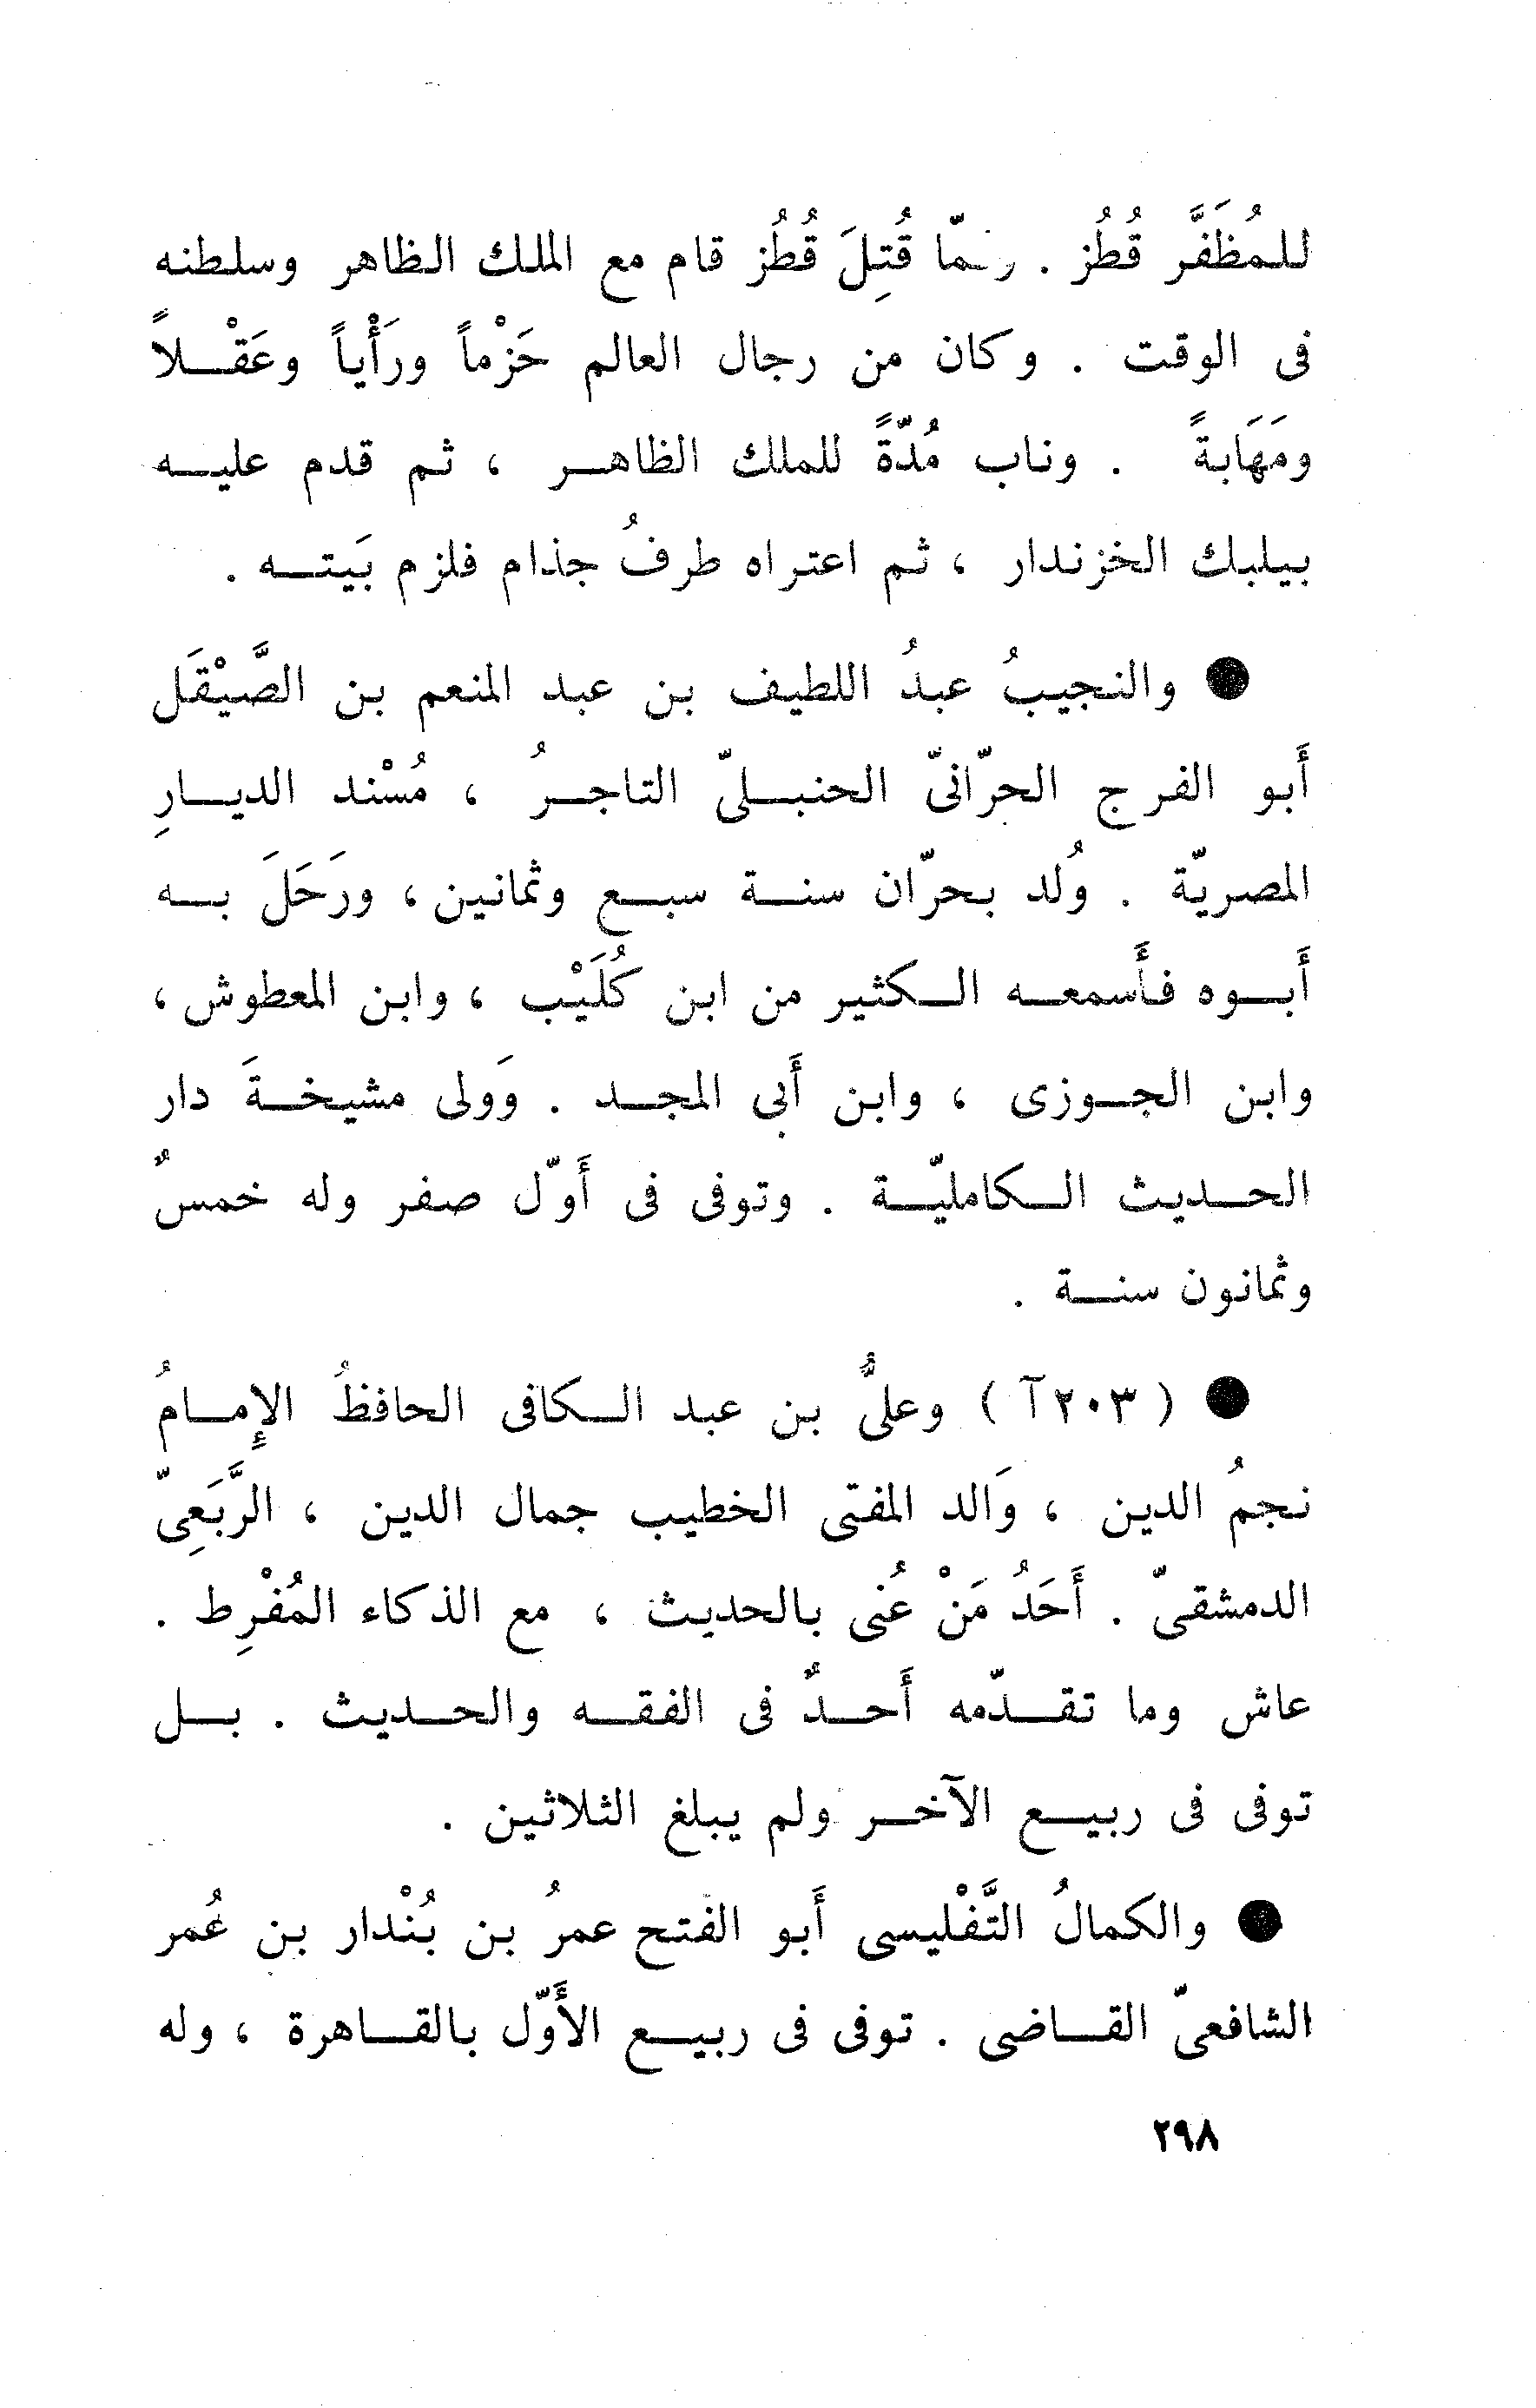 للمُظَفَّر قُطُز . ولمّا قُتِلَ قُطُز قام مع الملك الظاهر وسلطنه
فى الوقت . وكان من رجال العالم حَزْماً ورَأْياً وعَقْلاً
ومَهَابةً . وناب مُدّةً للملك الظاهر ، ثم قدم عليه
بيلبك الخزندار ، ثم اعتراه طرفُ جذام فلزم بَيته .
● والنجيبُ عبدُ اللطيف بن عبد المنعم بن الصَّيْقَل
أَبو الفرج الحرّانىّ الحنبلىّ التاجرُ ، مُسْند الديارِ
المصريّة . وُلد بحرّان سنة سبع وثمانين ، ورَحَلَ به
أَبوه فأَسمعه الكثير من ابن كُلَيْب ، وابن المعطوش ،
وابن الجوزى ، وابن أَبى المجد . وَولى مشيخةَ دار
الحديث الكامليّة . وتوفى فى أَوّل صفر وله خمسٌ
وثمانون سنة .
● ( ٢٠٣ آ ) وعلىُّ بن عبد الكافى الحافظُ الإِمامُ
نجمُ الدين ، وَالد المفتى الخطيب جمال الدين ، الرَّبَعِىّ
الدمشقىّ . أَحَدُ مَنْ عُنى بالحديث ، مع الذكاء المُفْرِط .
عاش وما تقدّمه أَحدٌ فى الفقه والحديث . بل
توفى فى ربيع الآخر ولم يبلغ الثلاثين .
● والكمالُ التَّفْليسى أَبو الفتح عمرُ بن بُنْدار بن عُمر
الشافعىّ القاضى . توفى فى ربيع الأَوّل بالقاهرة ، وله
٢٩٨